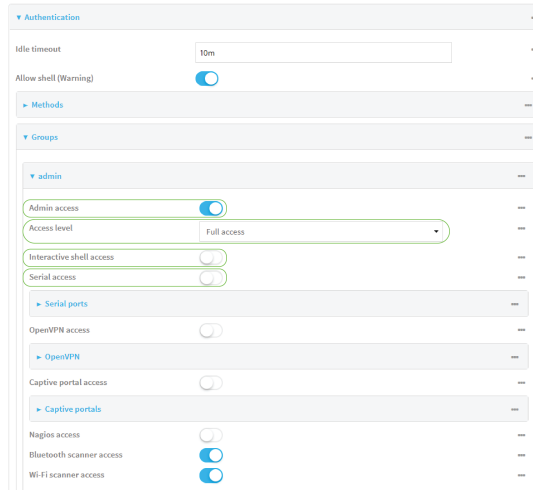 ▼ Authentication
Idle timeout
10m
Allow shell (Warning)
► Methods
▼ Groups
▼ admin
Admin access
Access level
Full access
Interactive shell access
Serial access
► Serial ports
OpenVPN access
► OpenVPN
Captive portal access
► Captive portals
Nagios access
Bluetooth scanner access
Wi-Fi scanner access